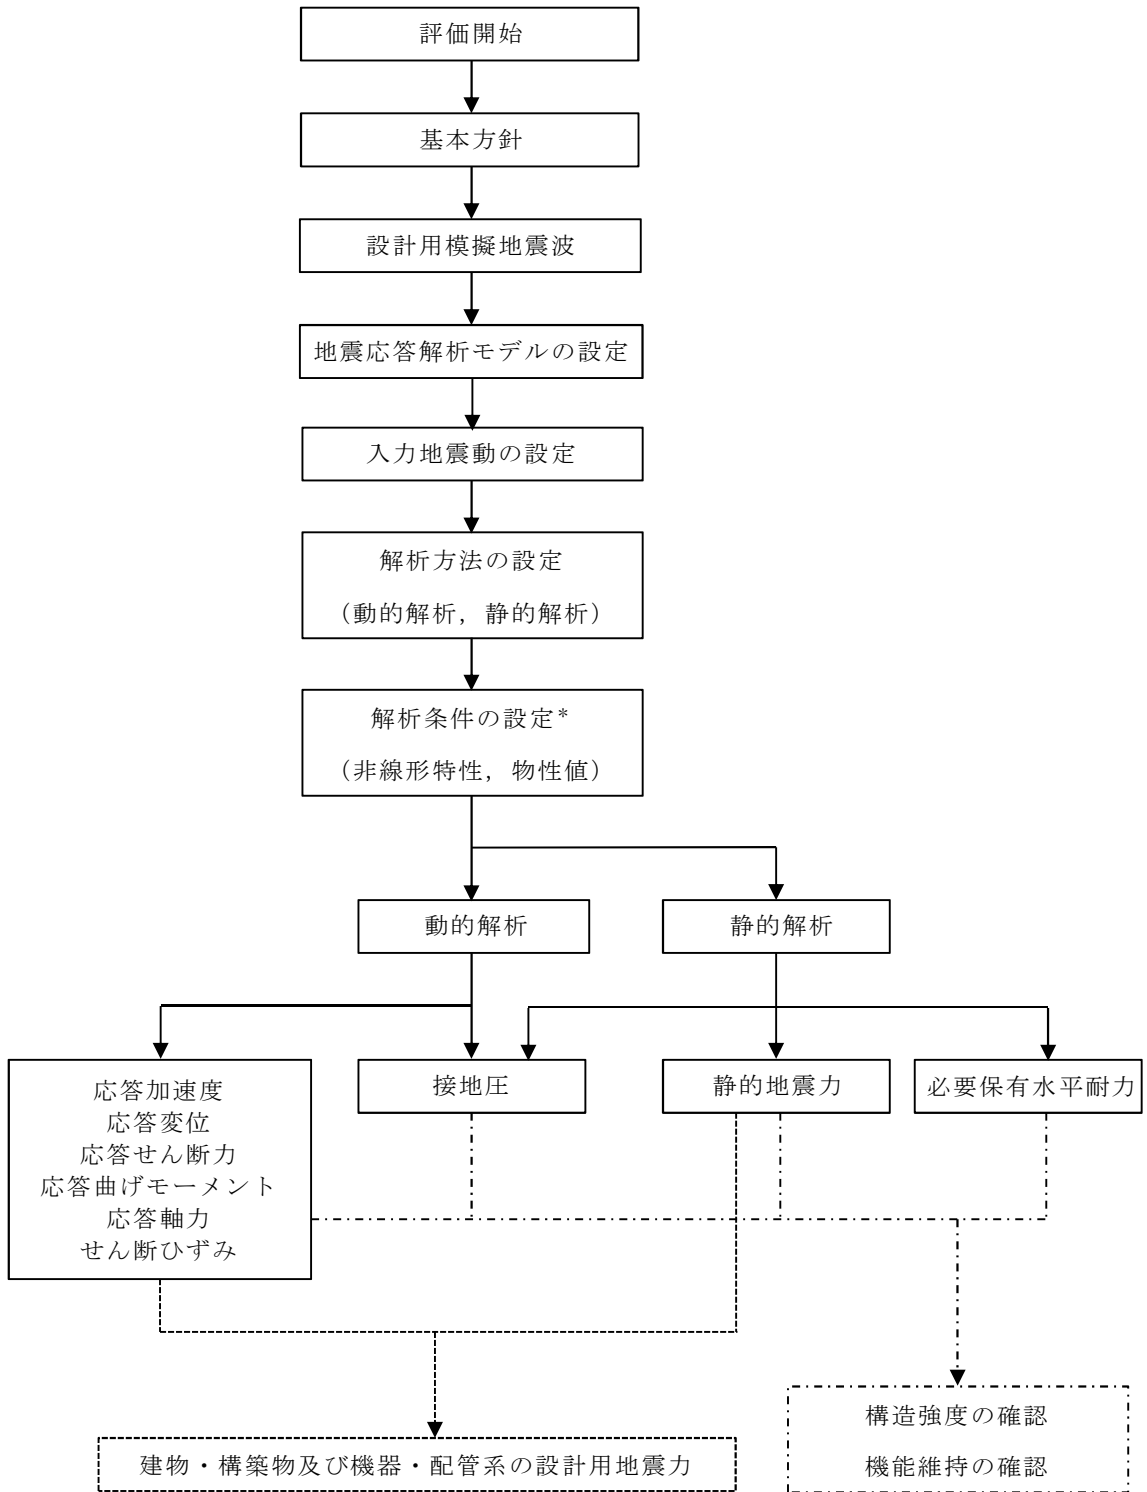 評価開始
基本方針
設計用模擬地震波
地震応答解析モデルの設定
入力地震動の設定
解析方法の設定
（動的解析，静的解析）
解析条件の設定*
（非線形特性，物性値）
動的解析
静的解析
応答加速度
応答変位
応答せん断力
応答曲げモーメント
応答軸力
せん断ひずみ
接地圧
静的地震力
必要保有水平耐力
建物・構築物及び機器・配管系の設計用地震力
構造強度の確認
機能維持の確認